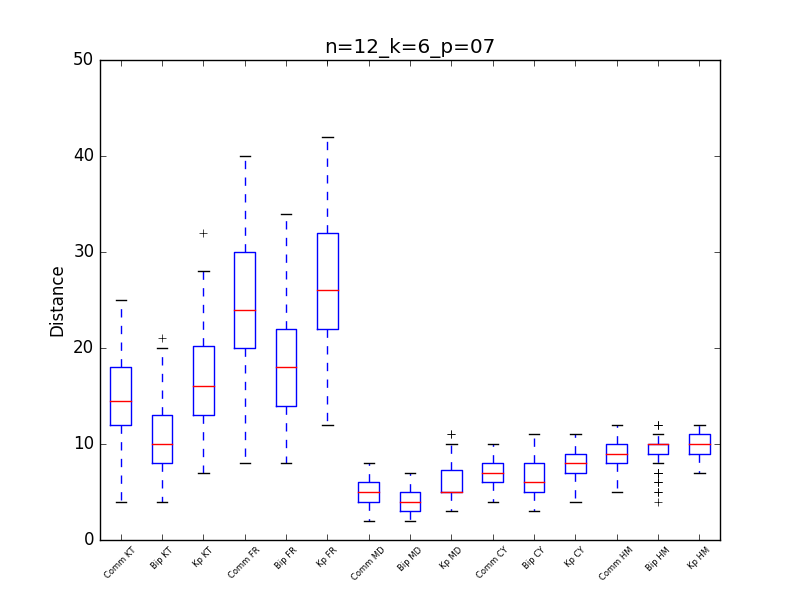 n=12_k=6_p=07
Distance
50
40
30
20
10
0
Comm KT
Bip KT
Kp KT
Comm FR
Bip FR
Kp FR
Comm MD
Bip MD
Kp MD
Comm CY
Bip CY
Kp CY
Comm HM
Bip HM
Kp HM